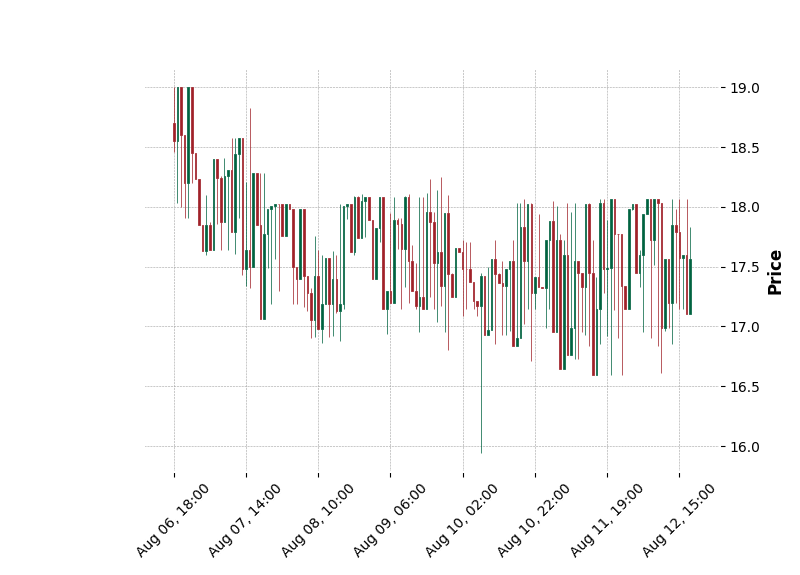 19.0
18.5
18.0
17.5
17.0
16.5
16.0
Price
Aug 06, 18:00
Aug 07, 14:00
Aug 08, 10:00
Aug 09, 06:00
Aug 10, 02:00
Aug 10, 22:00
Aug 11, 19:00
Aug 12, 15:00